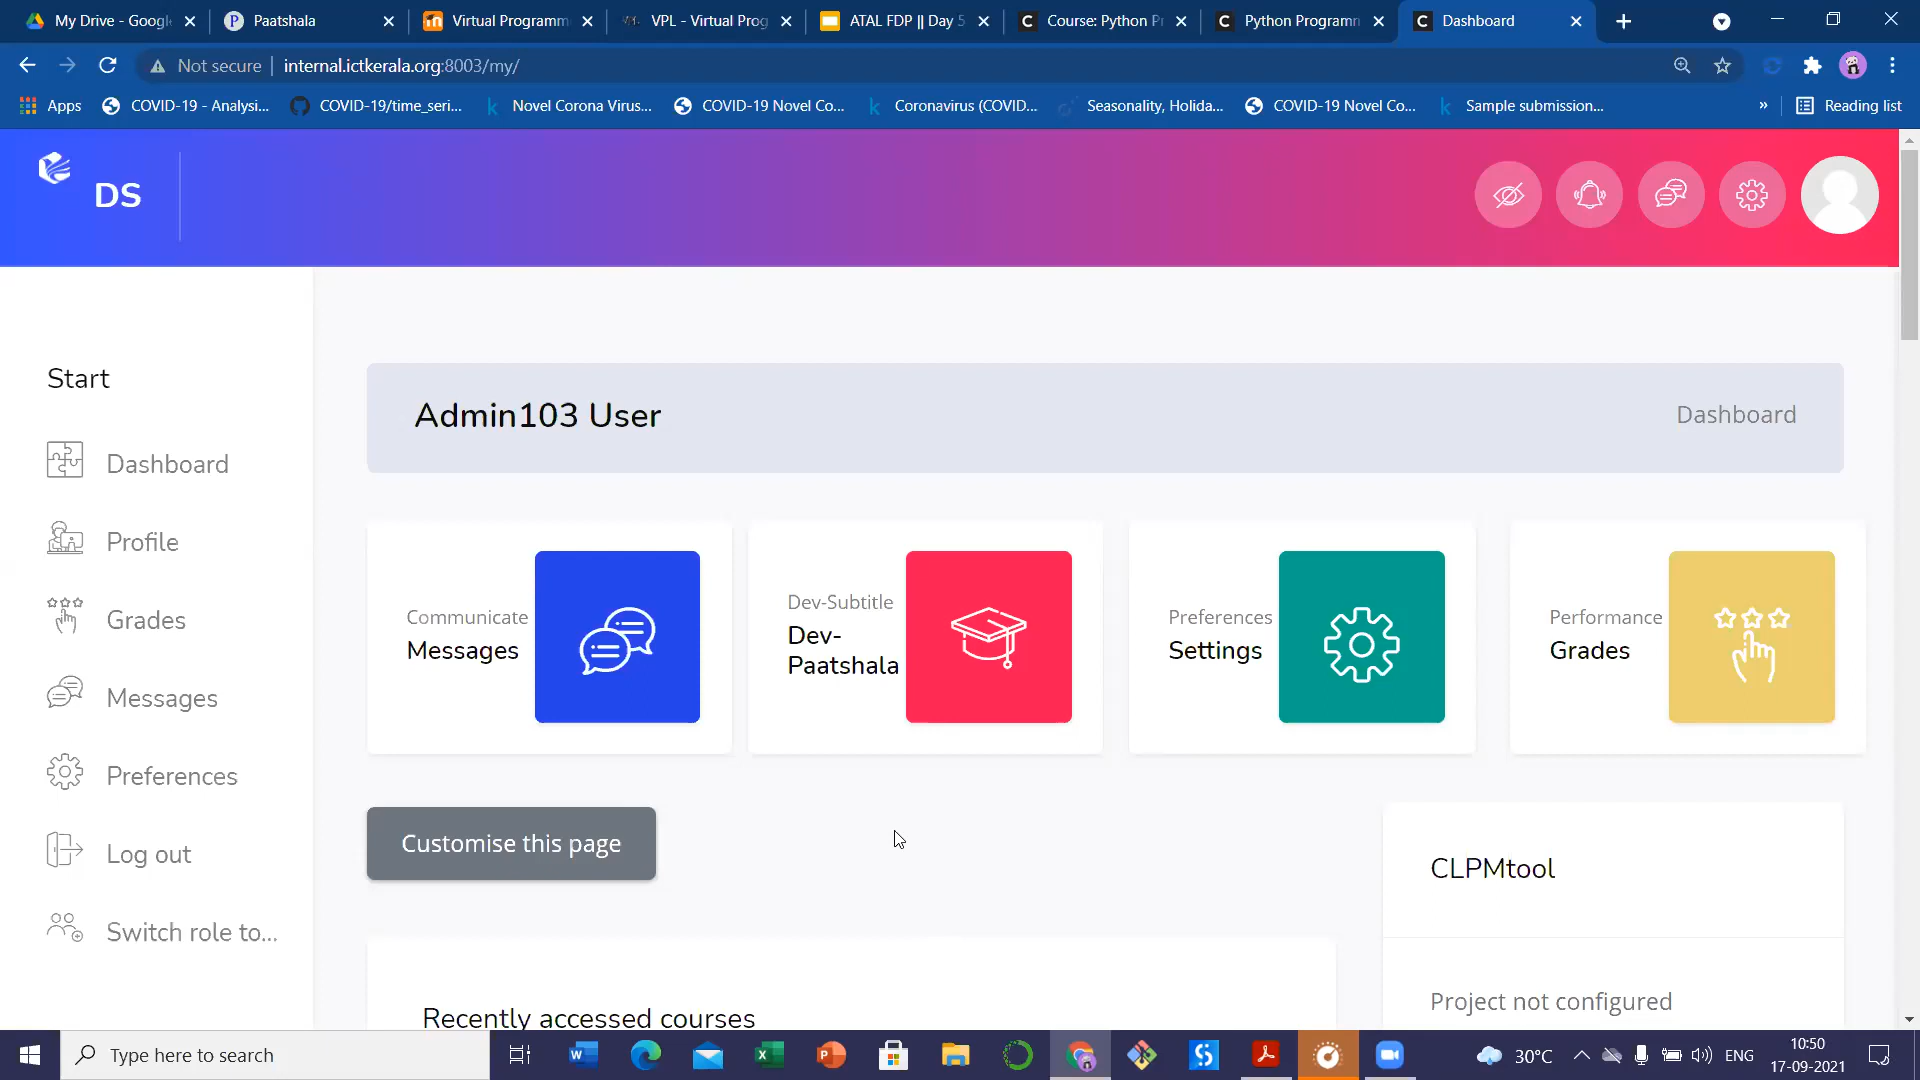 My Drive - Googl
Paatshala
Virtual Programm
VPL - Virtual Prog
ATAL FDP || Day 5
Course: Python Pr
Python Programm
Dashboard
Not secure
internal.ictkerala.org:8003/my/
Apps
COVID-19 - Analysi...
COVID-19/time_seri...
Novel Corona Virus...
COVID-19 Novel Co...
Coronavirus (COVID...
Seasonality, Holida...
COVID-19 Novel Co...
Sample submission...
»
Reading list
DS
Start
Dashboard
Profile
Grades
Messages
Preferences
Log out
Switch role to...
Admin103 User
Dashboard
Communicate
Messages
Dev-Subtitle
Dev-
Paatshala
Preferences
Settings
Performance
Grades
Customise this page
CLPMtool
Project not configured
Recently accessed courses
Type here to search
30°C
ENG
10:50
17-09-2021